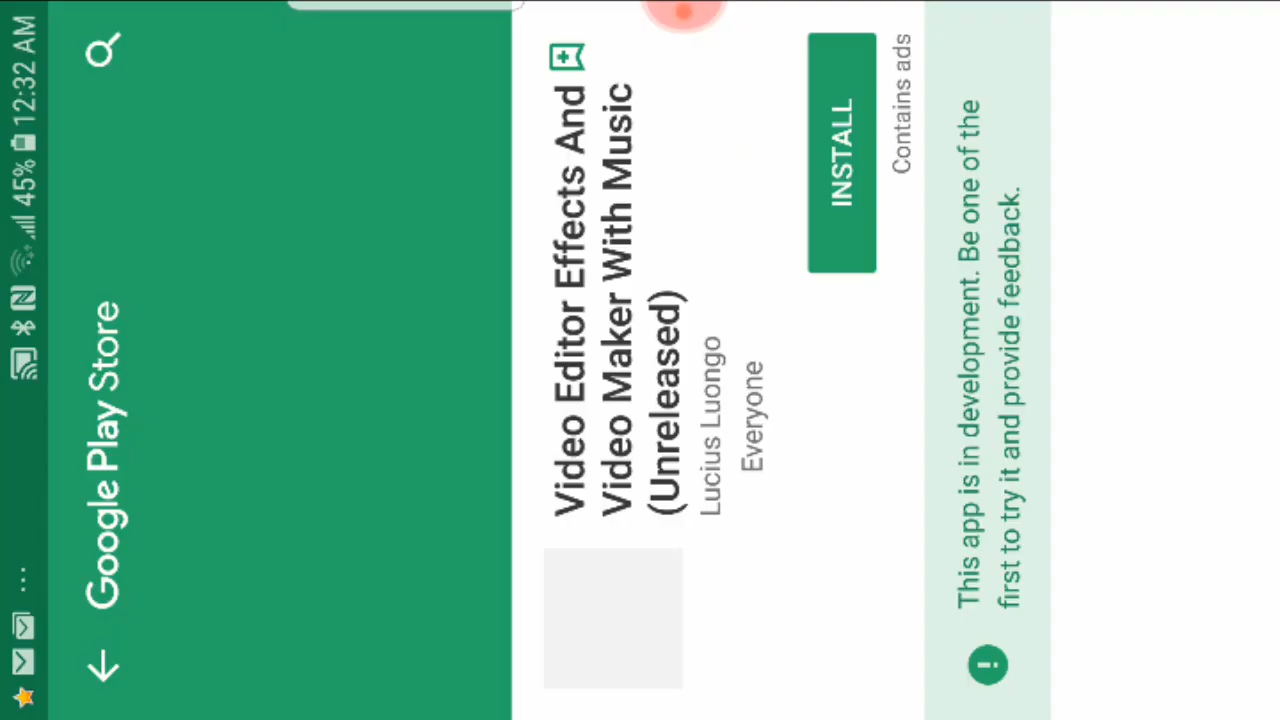 45% 12:32 AM
Google Play Store
Video Editor Effects And
Video Maker With Music
(Unreleased)
Lucius Luongo
Everyone
INSTALL
Contains ads
This app is in development. Be one of the
first to try it and provide feedback.